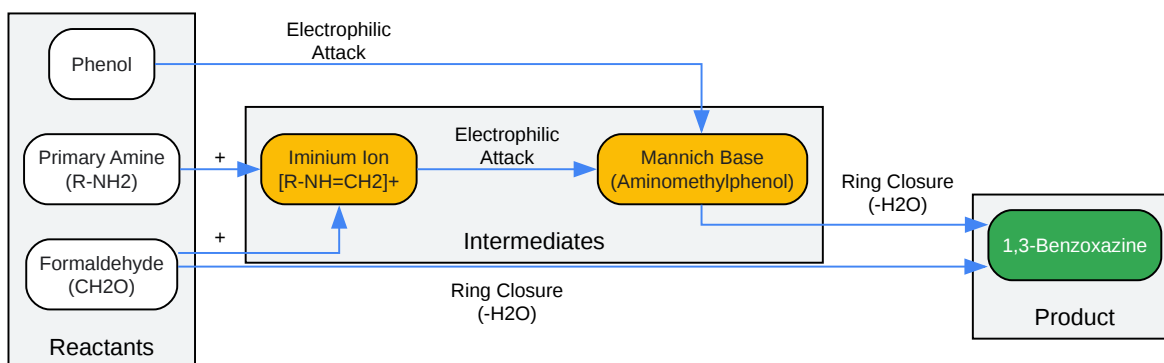 Electrophilic
Attack
Phenol
Primary Amine
(R-NH2)
+
Iminium Ion
[R-NH=CH2]+
Electrophilic
Attack
Mannich Base
(Aminomethylphenol)
Ring Closure
(-H2O)
Formaldehyde
(CH2O)
+
Intermediates
1,3-Benzoxazine
Ring Closure
(-H2O)
Reactants
Product